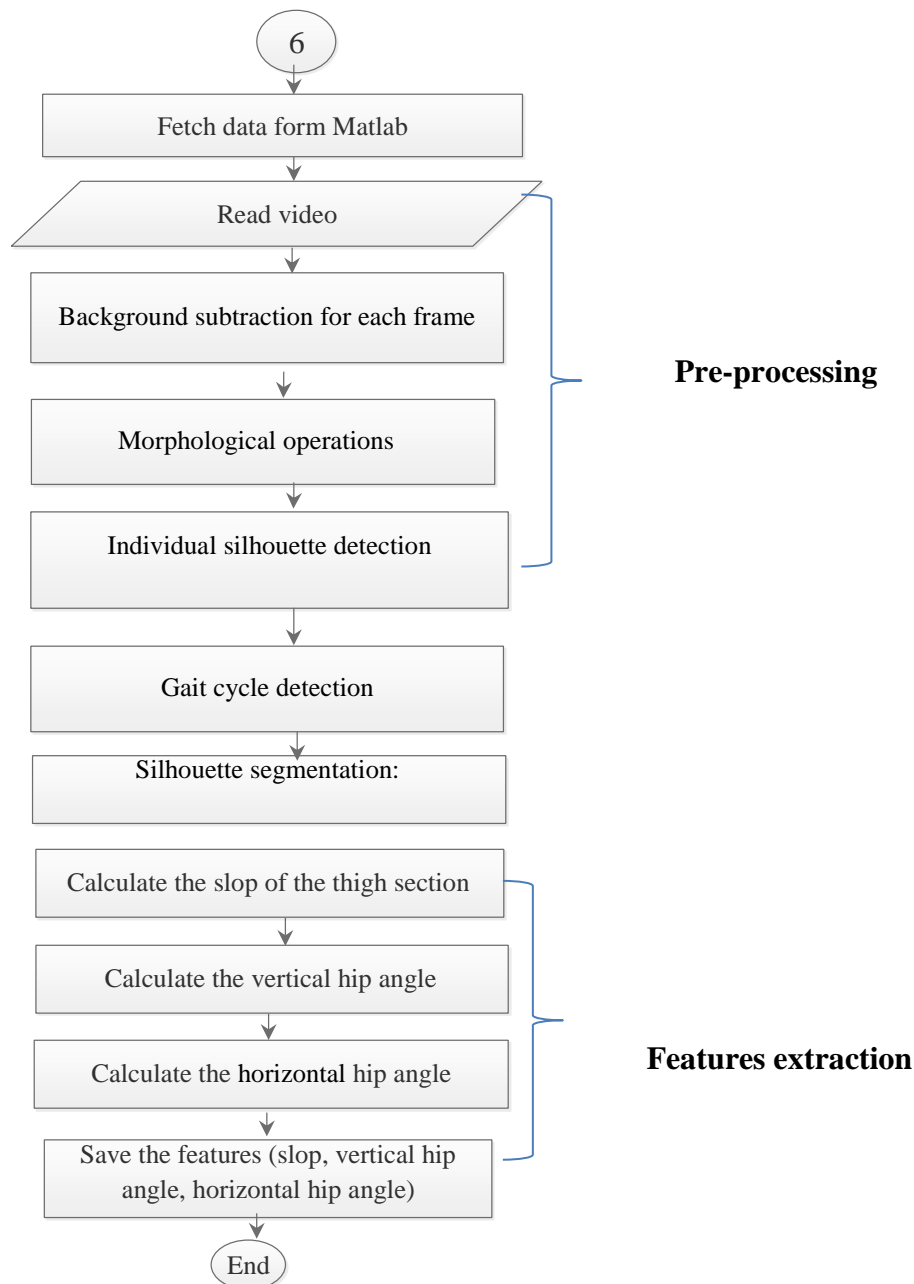 6
Fetch data form Matlab
Read video
Background subtraction for each frame
Pre-processing
Morphological operations
Individual silhouette detection
Gait cycle detection
Silhouette segmentation:
Calculate the slop of the thigh section
Calculate the vertical hip angle
Calculate the horizontal hip angle
Features extraction
Save the features (slop, vertical hip
angle, horizontal hip angle)
End